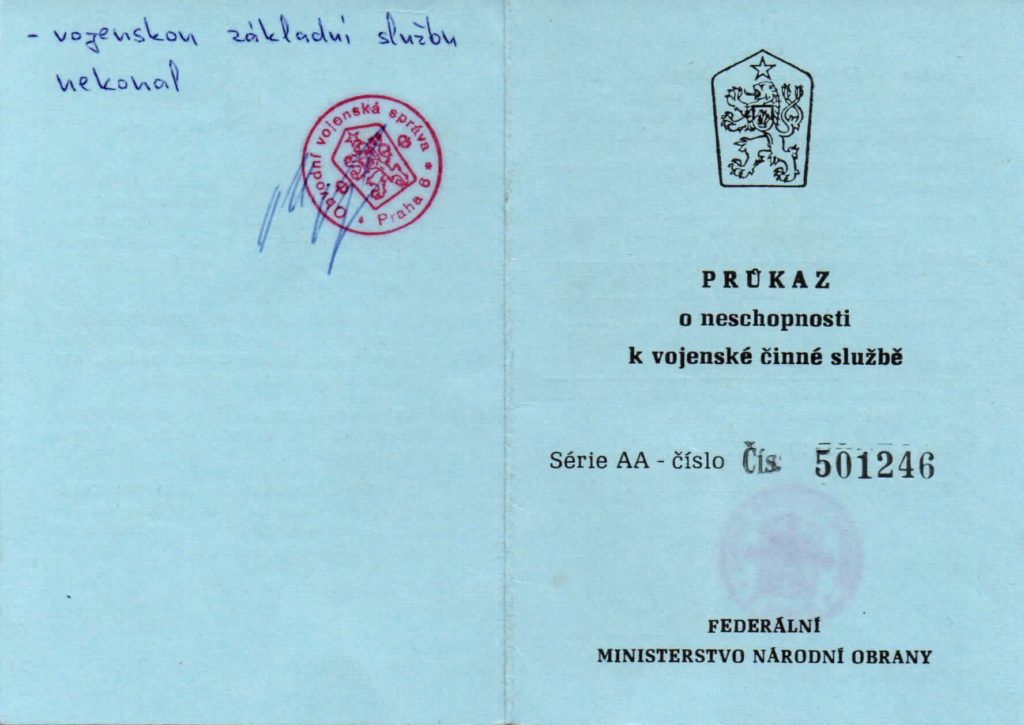 - vojenskou základní službu
nekonal
Obvodní vojenská správa * Praha 6 *
PRŮKAZ
o neschopnosti
k vojenské činné službě
Série AA - číslo Čís. 501246
FEDERÁLNÍ
MINISTERSTVO NÁRODNÍ OBRANY